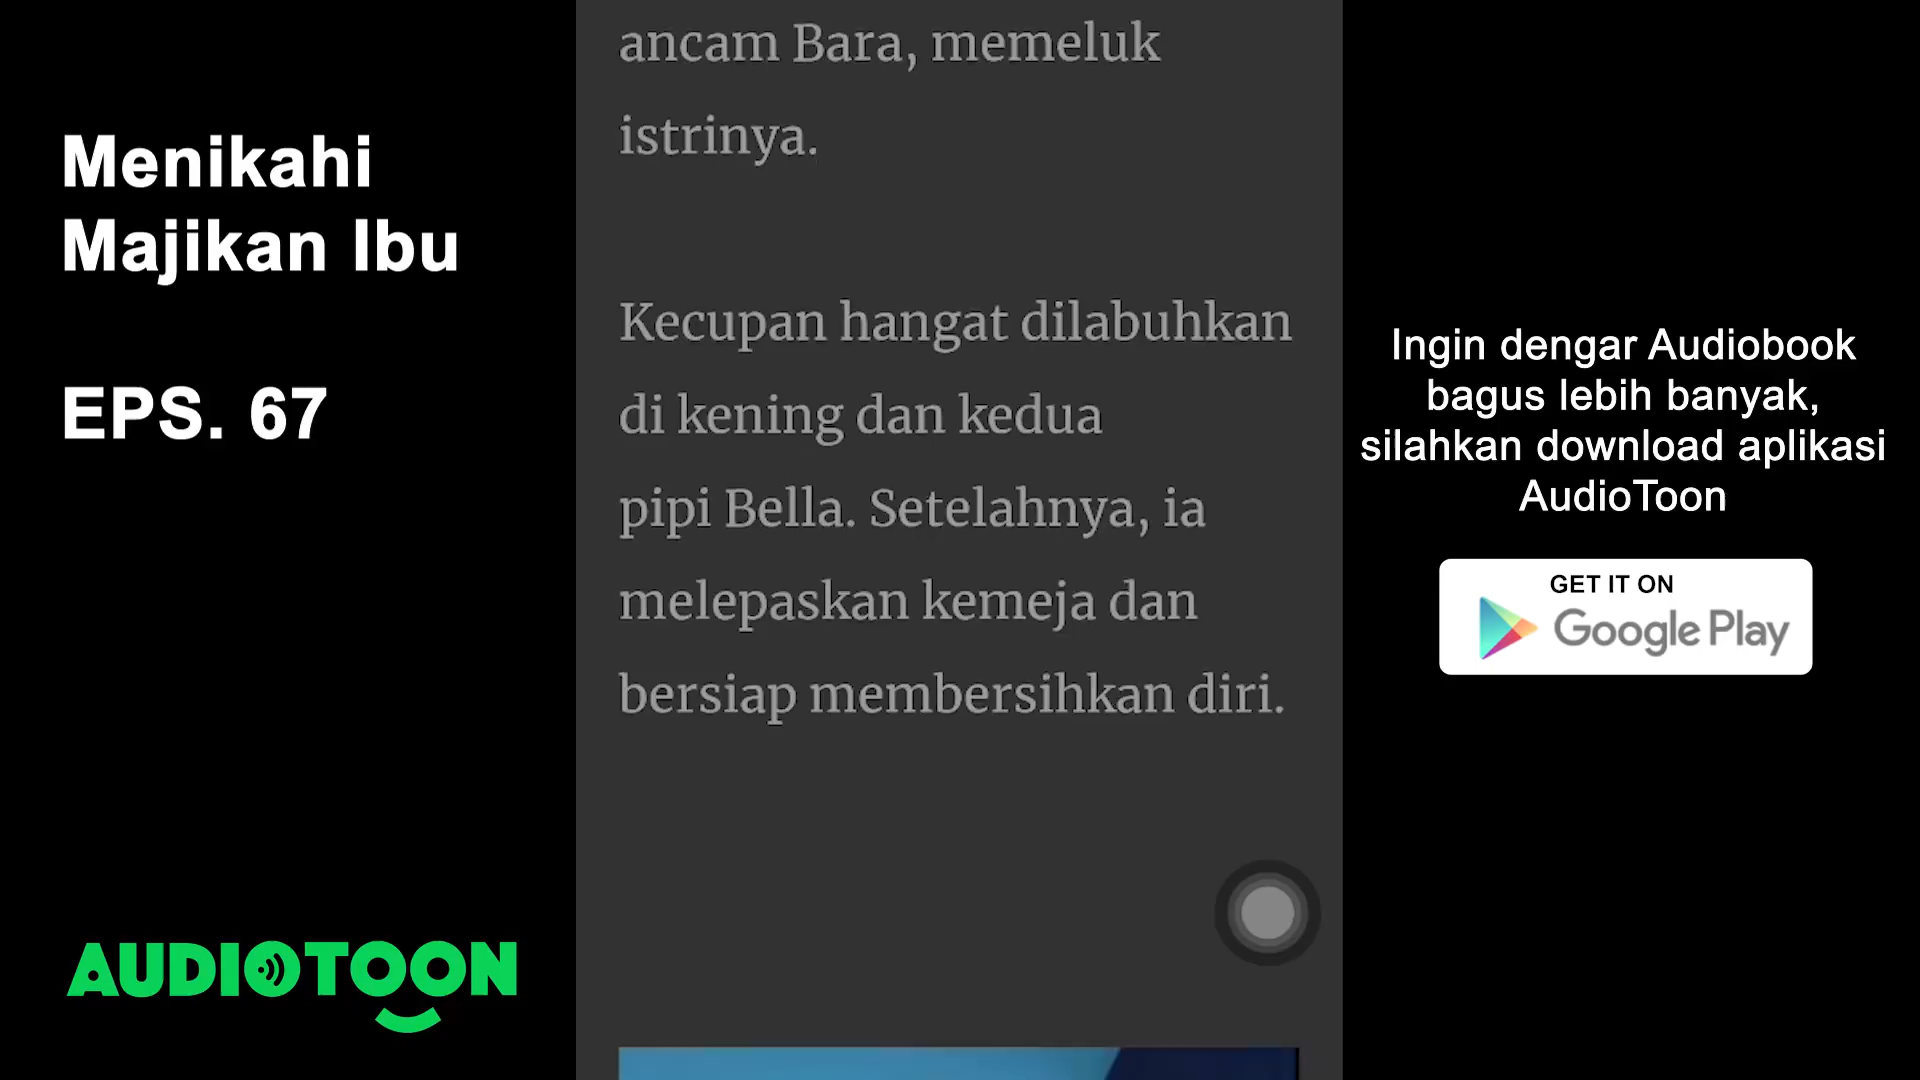 Menikahi
Majikan Ibu
EPS. 67
AUDIOTOON
ancam Bara, memeluk
istrinya.
Kecupan hangat dilabuhkan
di kening dan kedua
pipi Bella. Setelahnya, ia
melepaskan kemeja dan
bersiap membersihkan diri.
Ingin dengar Audiobook
bagus lebih banyak,
silahkan download aplikasi
AudioToon
GET IT ON
Google Play